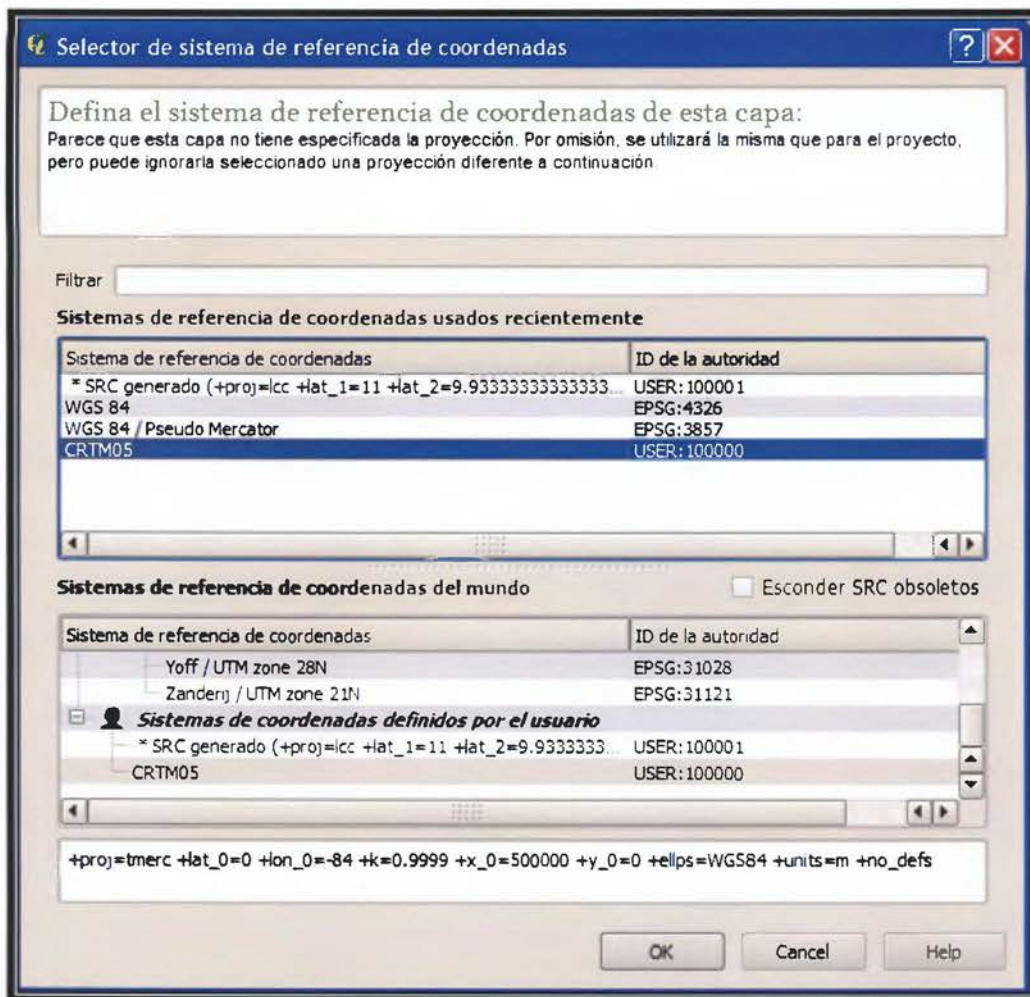 Selector de sistema de referencia de coordenadas
Defina el sistema de referencia de coordenadas de esta capa:
Parece que esta capa no tiene especificada la proyección. Por omisión, se utilizará la misma que para el proyecto,
pero puede ignorarla seleccionado una proyección diferente a continuación
Filtrar
Sistemas de referencia de coordenadas usados recientemente
Sistema de referencia de coordenadas ID de la autoridad
* SRC generado (+proj=lcc +lat_1=11 +lat_2=9.93333333333333... USER:100001
WGS 84 EPSG:4326
WGS 84 / Pseudo Mercator EPSG:3857
CRTM05 USER:100000
Sistemas de referencia de coordenadas del mundo Esconder SRC obsoletos
Sistema de referencia de coordenadas ID de la autoridad
Yoff / UTM zone 28N EPSG:31028
Zanderij / UTM zone 21N EPSG:31121
Sistemas de coordenadas definidos por el usuario
* SRC generado (+proj=lcc +lat_1=11 +lat_2=9.9333333... USER:100001
CRTM05 USER:100000
+proj=tmerc +lat_0=0 +lon_0=-84 +k=0.9999 +x_0=500000 +y_0=0 +ellps=WGS84 +units=m +no_defs
OK Cancel Help